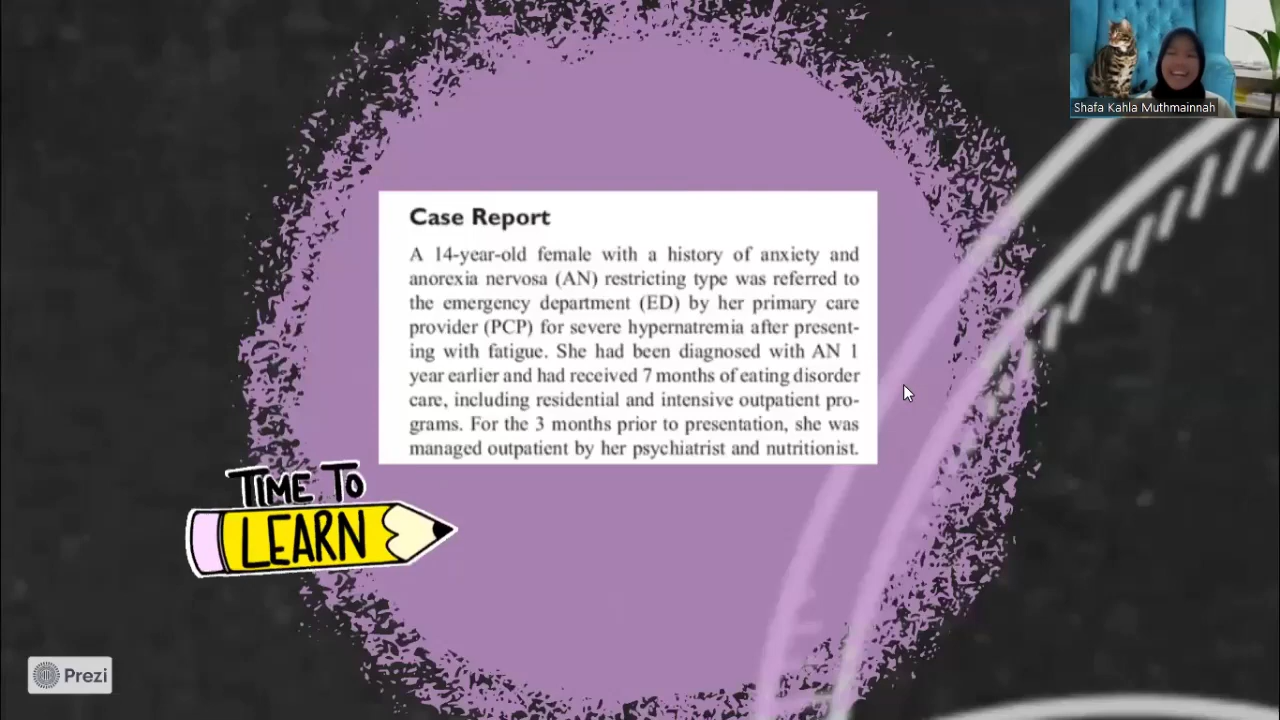 Shafa Kahla Muthmainnah
Case Report
A 14-year-old female with a history of anxiety and
anorexia nervosa (AN) restricting type was referred to
the emergency department (ED) by her primary care
provider (PCP) for severe hypernatremia after present-
ing with fatigue. She had been diagnosed with AN 1
year earlier and had received 7 months of eating disorder
care, including residential and intensive outpatient pro-
grams. For the 3 months prior to presentation, she was
managed outpatient by her psychiatrist and nutritionist.
TIME TO
LEARN
Prezi